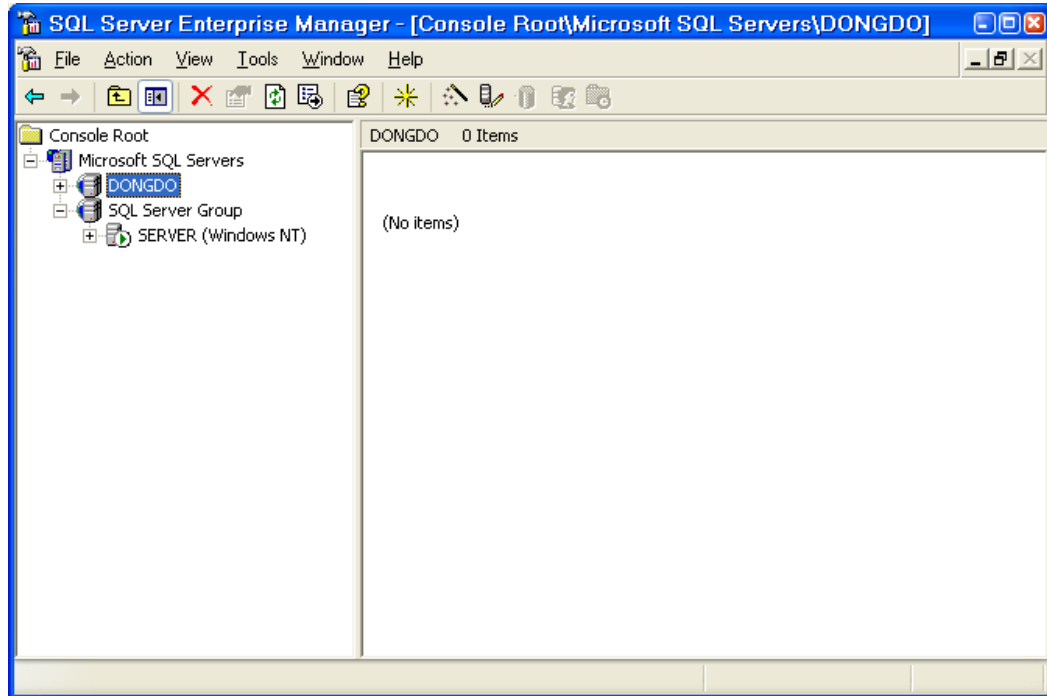 SQL Server Enterprise Manager - [Console Root\Microsoft SQL Servers\DONGDO]
File Action View Tools Window Help
Console Root
Microsoft SQL Servers
DONGDO
SQL Server Group
SERVER (Windows NT)
DONGDO 0 Items
(No items)